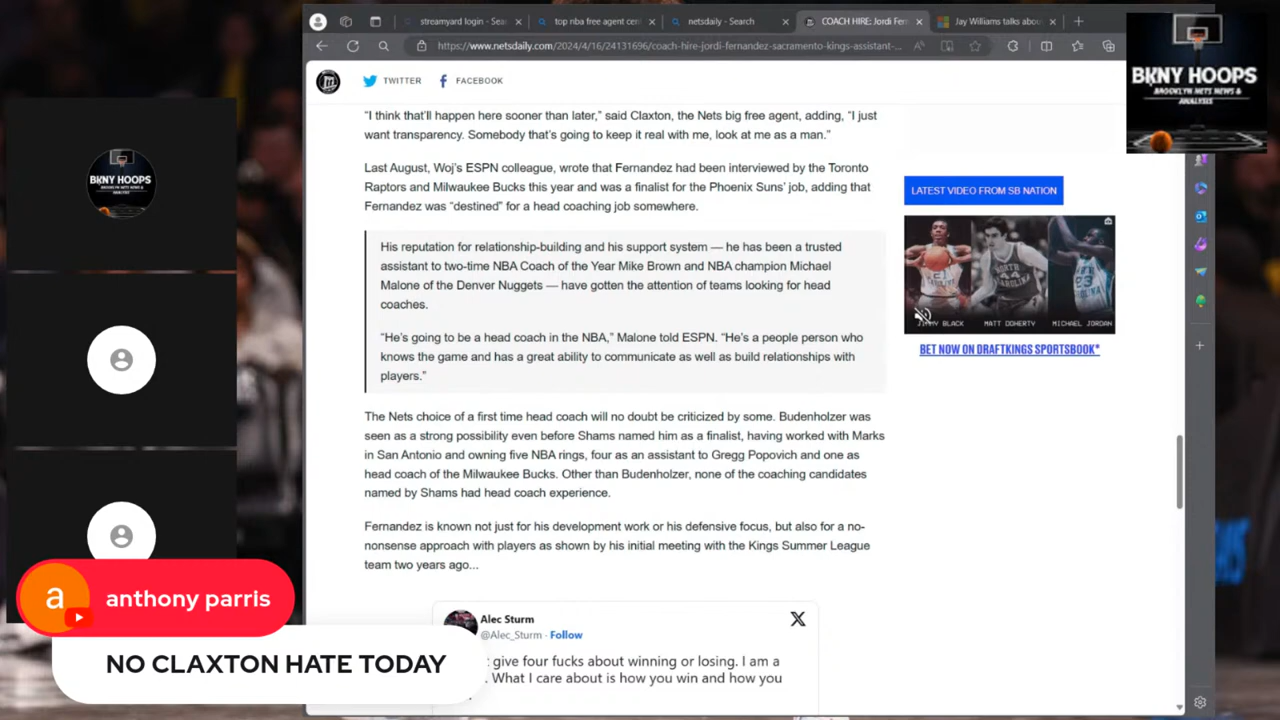 streamyard login - Sea
top nba free agent cen
netsdaily - Search
COACH HIRE: Jordi Fern
Jay Williams talks abou
https://www.netsdaily.com/2024/4/16/24131696/coach-hire-jordi-fernandez-sacramento-kings-assistant-...
BKNY HOOPS
BROOKLYN NETS NEWS &
ANALYSIS
TWITTER
FACEBOOK
“I think that’ll happen here sooner than later,” said Claxton, the Nets big free agent, adding, “I just
want transparency. Somebody that’s going to keep it real with me, look at me as a man.”
Last August, Woj’s ESPN colleague, wrote that Fernandez had been interviewed by the Toronto
Raptors and Milwaukee Bucks this year and was a finalist for the Phoenix Suns’ job, adding that
Fernandez was “destined” for a head coaching job somewhere.
His reputation for relationship-building and his support system — he has been a trusted
assistant to two-time NBA Coach of the Year Mike Brown and NBA champion Michael
Malone of the Denver Nuggets — have gotten the attention of teams looking for head
coaches.
“He’s going to be a head coach in the NBA,” Malone told ESPN. “He’s a people person who
knows the game and has a great ability to communicate as well as build relationships with
players.”
The Nets choice of a first time head coach will no doubt be criticized by some. Budenholzer was
seen as a strong possibility even before Shams named him as a finalist, having worked with Marks
in San Antonio and owning five NBA rings, four as an assistant to Gregg Popovich and one as
head coach of the Milwaukee Bucks. Other than Budenholzer, none of the coaching candidates
named by Shams had head coach experience.
Fernandez is known not just for his development work or his defensive focus, but also for a no-
nonsense approach with players as shown by his initial meeting with the Kings Summer League
team two years ago...
Alec Sturm
@Alec_Sturm · Follow
give four fucks about winning or losing. I am a
What I care about is how you win and how you
LATEST VIDEO FROM SB NATION
NORTH
44
CAROLINA
23
JIMMY BLACK
MATT DOHERTY
MICHAEL JORDAN
BET NOW ON DRAFTKINGS SPORTSBOOK*
BKNY HOOPS
a
anthony parris
NO CLAXTON HATE TODAY